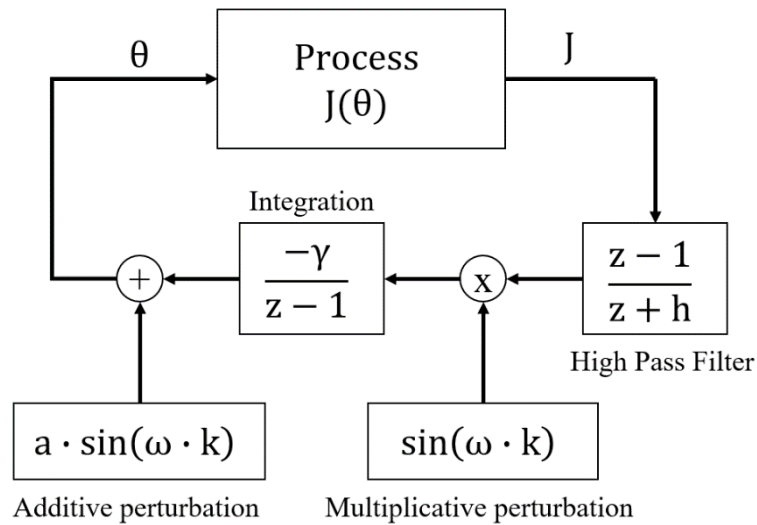 θ
Process
J(θ)
J
Integration
−γ
z − 1
+
x
z − 1
z + h
High Pass Filter
a · sin(ω · k)
sin(ω · k)
Additive perturbation
Multiplicative perturbation